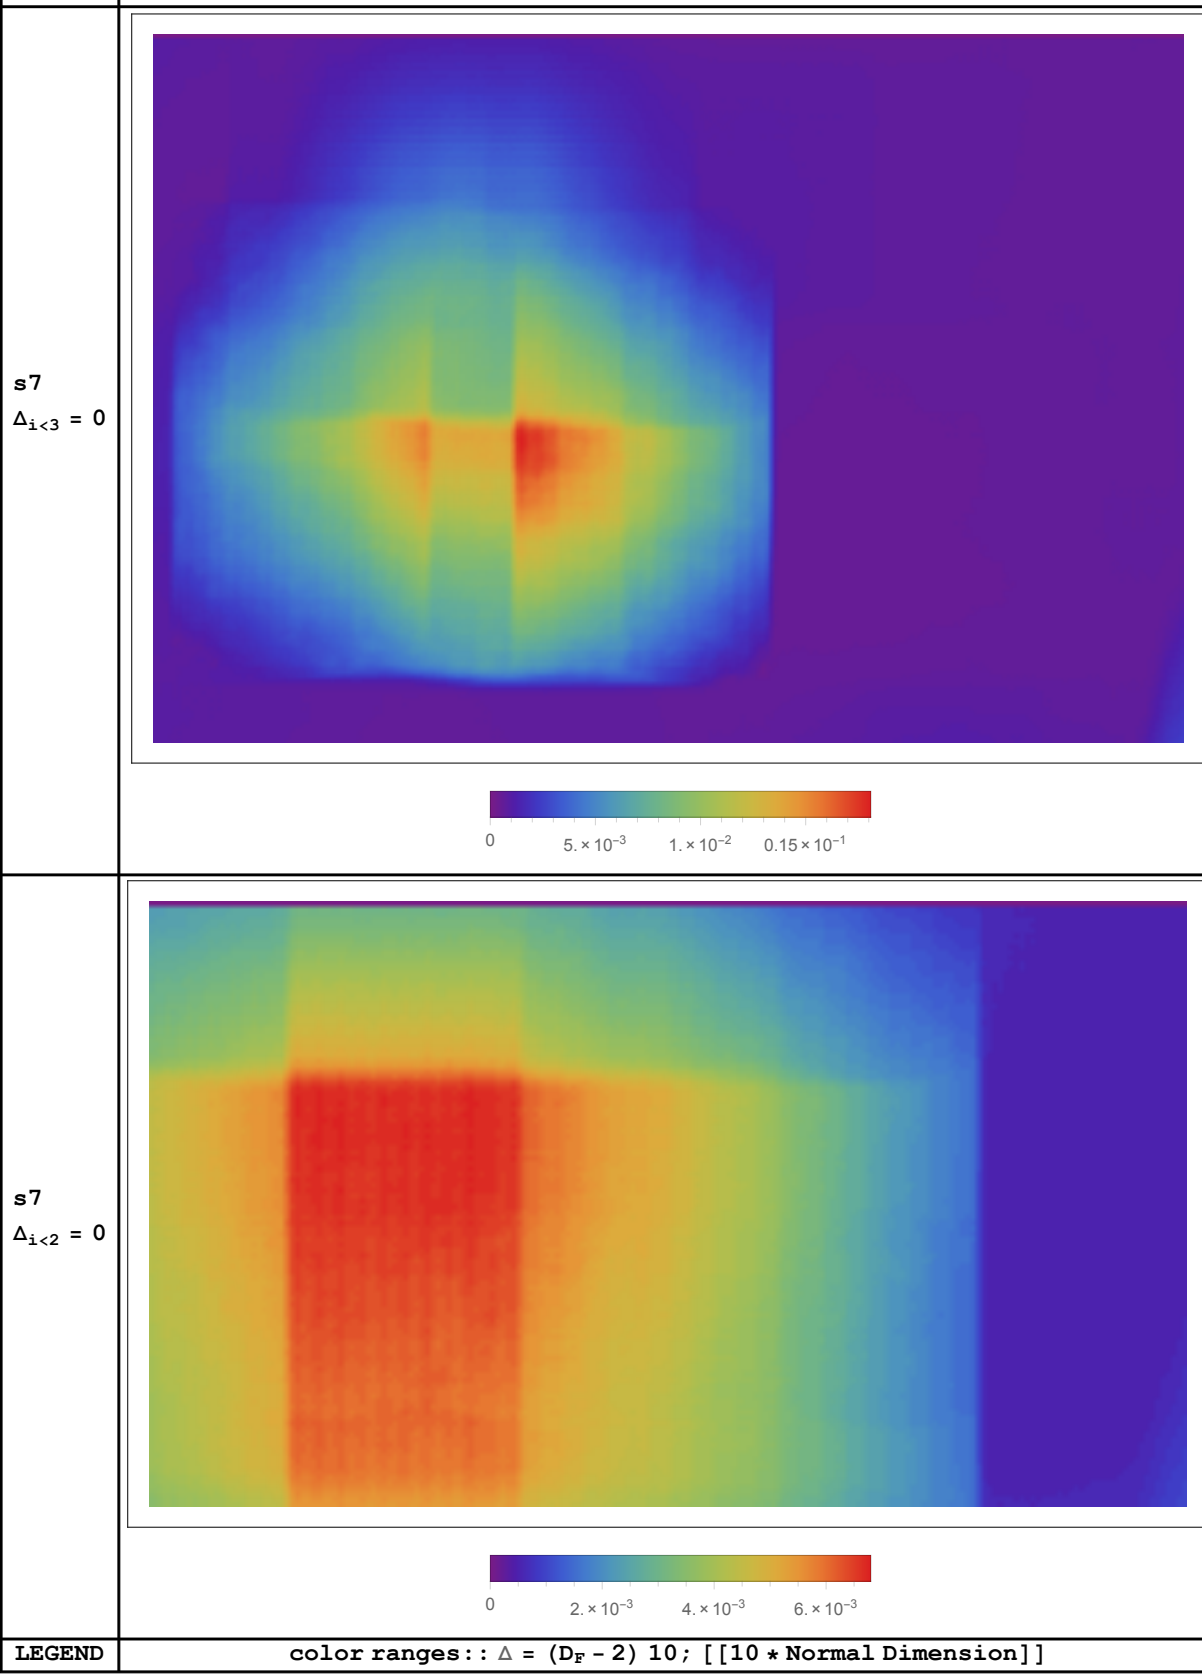 s7
Δi<3 = 0
0 5.×10⁻³ 1.×10⁻² 0.15×10⁻¹
s7
Δi<2 = 0
0 2.×10⁻³ 4.×10⁻³ 6.×10⁻³
LEGEND color ranges:: Δ = (D_F - 2) 10; [[10 * Normal Dimension]]